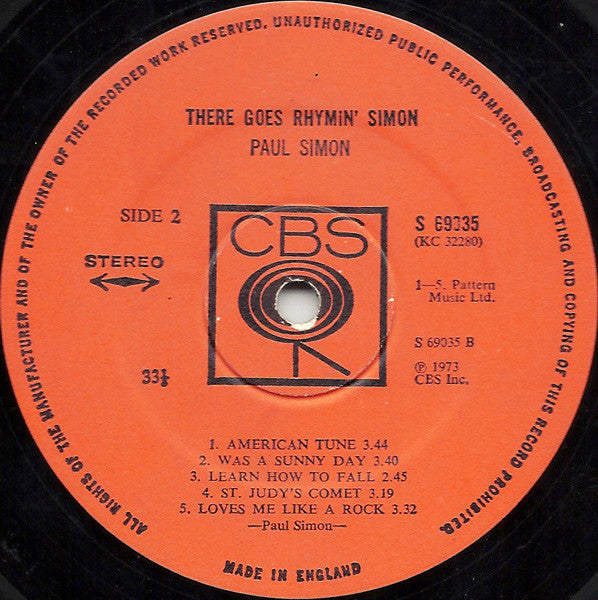 ALL RIGHTS OF THE MANUFACTURER AND OF THE OWNER OF THE RECORDED WORK RESERVED. UNAUTHORIZED PUBLIC PERFORMANCE, BROADCASTING AND COPYING OF THIS RECORD PROHIBITED.
THERE GOES RHYMiN' SIMON
PAUL SIMON
SIDE 2
STEREO
33⅓
CBS
S 69035
(KC 32280)
1—5. Pattern
Music Ltd.
S 69035 B
℗ 1973
CBS Inc.
1. AMERICAN TUNE 3.44
2. WAS A SUNNY DAY 3.40
3. LEARN HOW TO FALL 2.45
4. ST. JUDY'S COMET 3.19
5. LOVES ME LIKE A ROCK 3.32
—Paul Simon—
MADE IN ENGLAND